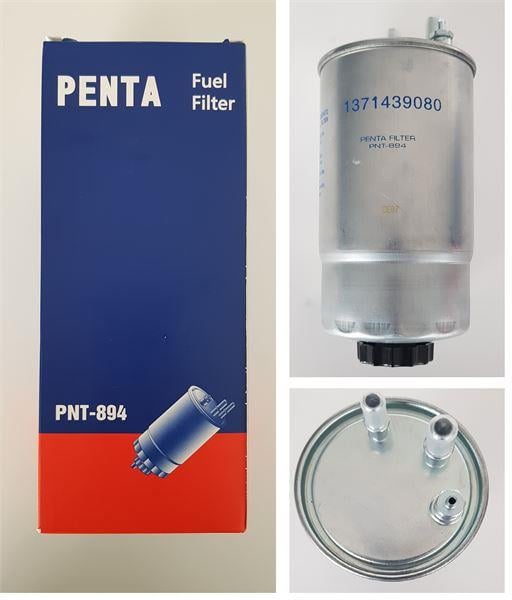 PENTA
Fuel
Filter
PNT-894
1371439080
PENTA FILTER
PNT-894